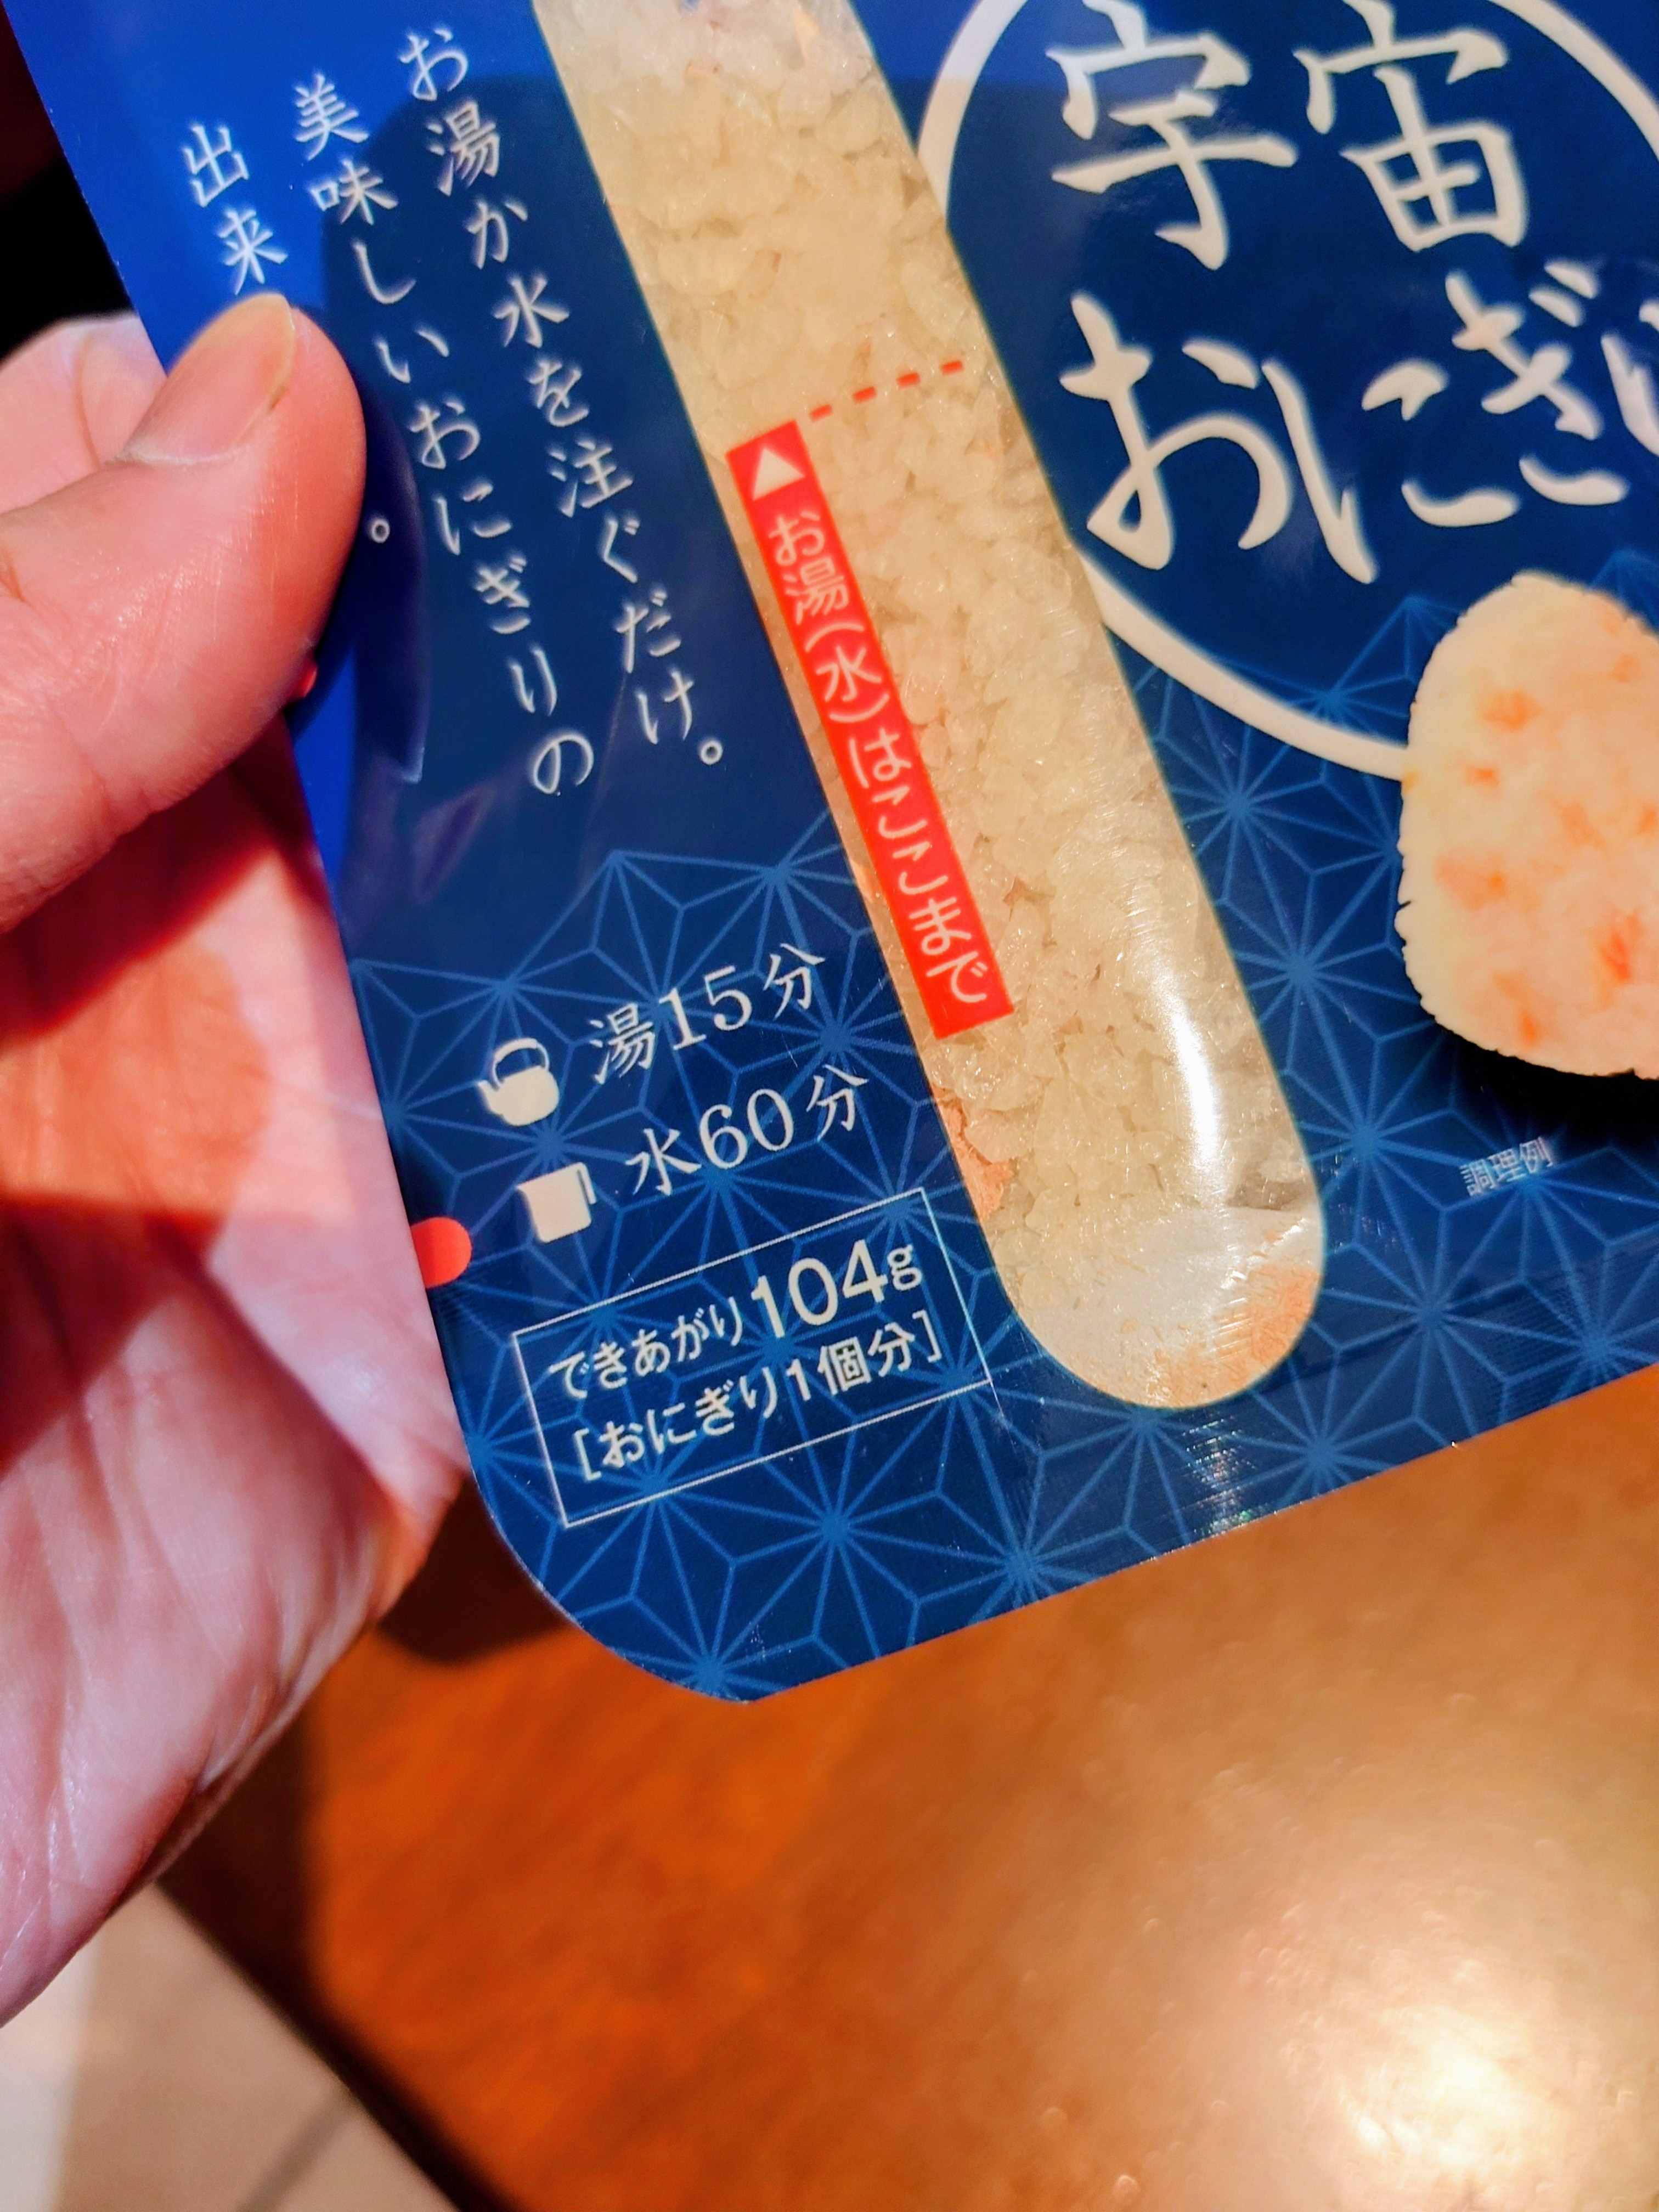 宇宙
おにぎ
お湯か水を注ぐだけ。
美味しいおにぎりの
出来
。
お湯(水)はここまで
湯15分
水60分
できあがり104g
[おにぎり1個分]
調理例